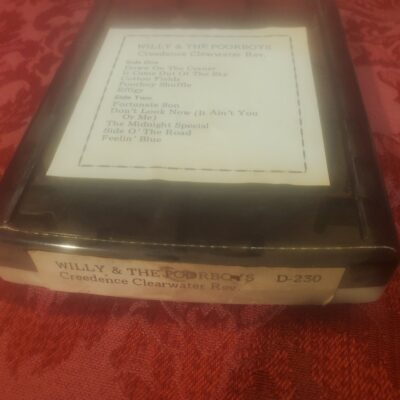 WILLY & THE POORBOYS
Creedence Clearwater Rev.
Side One
Down On The Corner
It Came Out Of The Sky
Cotton Fields
Poorboy Shuffle
Effigy
Side Two
Fortunate Son
Don't Look Now (It Ain't You
Or Me)
The Midnight Special
Side O' The Road
Feelin' Blue
WILLY & THE POORBOYS D-230
Creedence Clearwater Rev.